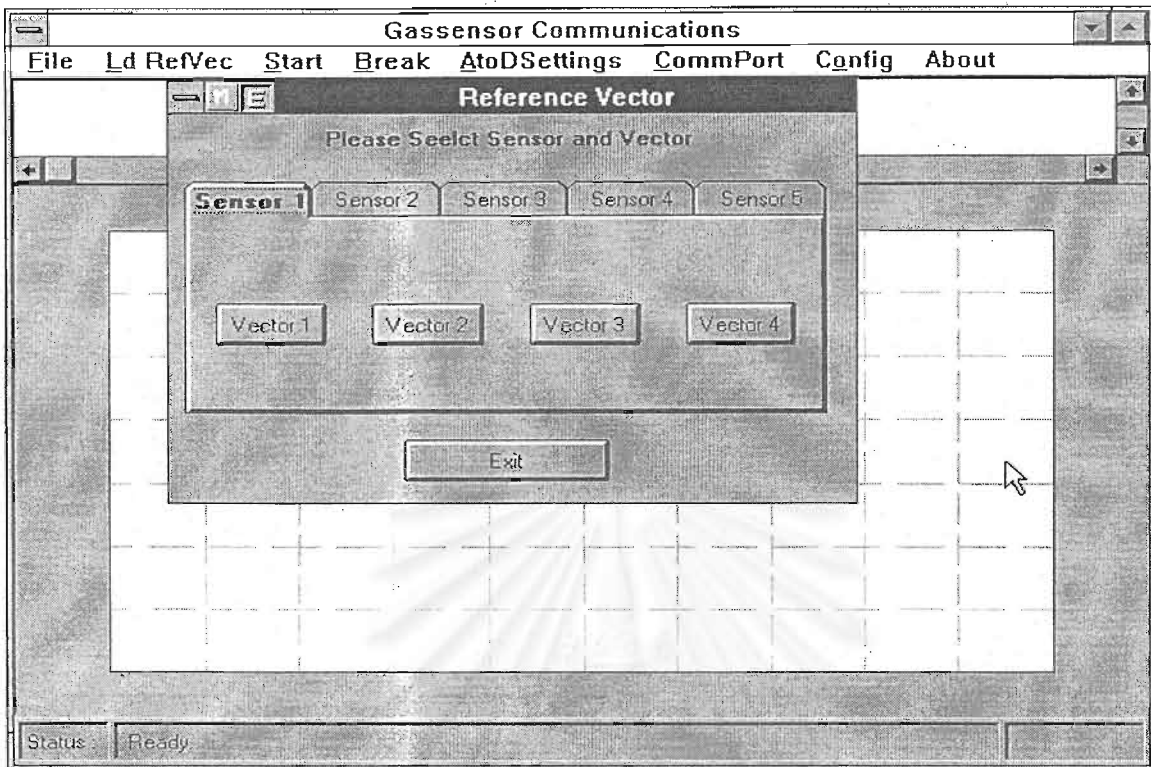 Gassensor Communications
File Ld RefVec Start Break AtoDSettings CommPort Config About
Reference Vector
Please Seelct Sensor and Vector
Sensor 1 Sensor 2 Sensor 3 Sensor 4 Sensor 5
Vector 1 Vector 2 Vector 3 Vector 4
Exit
Status : Ready